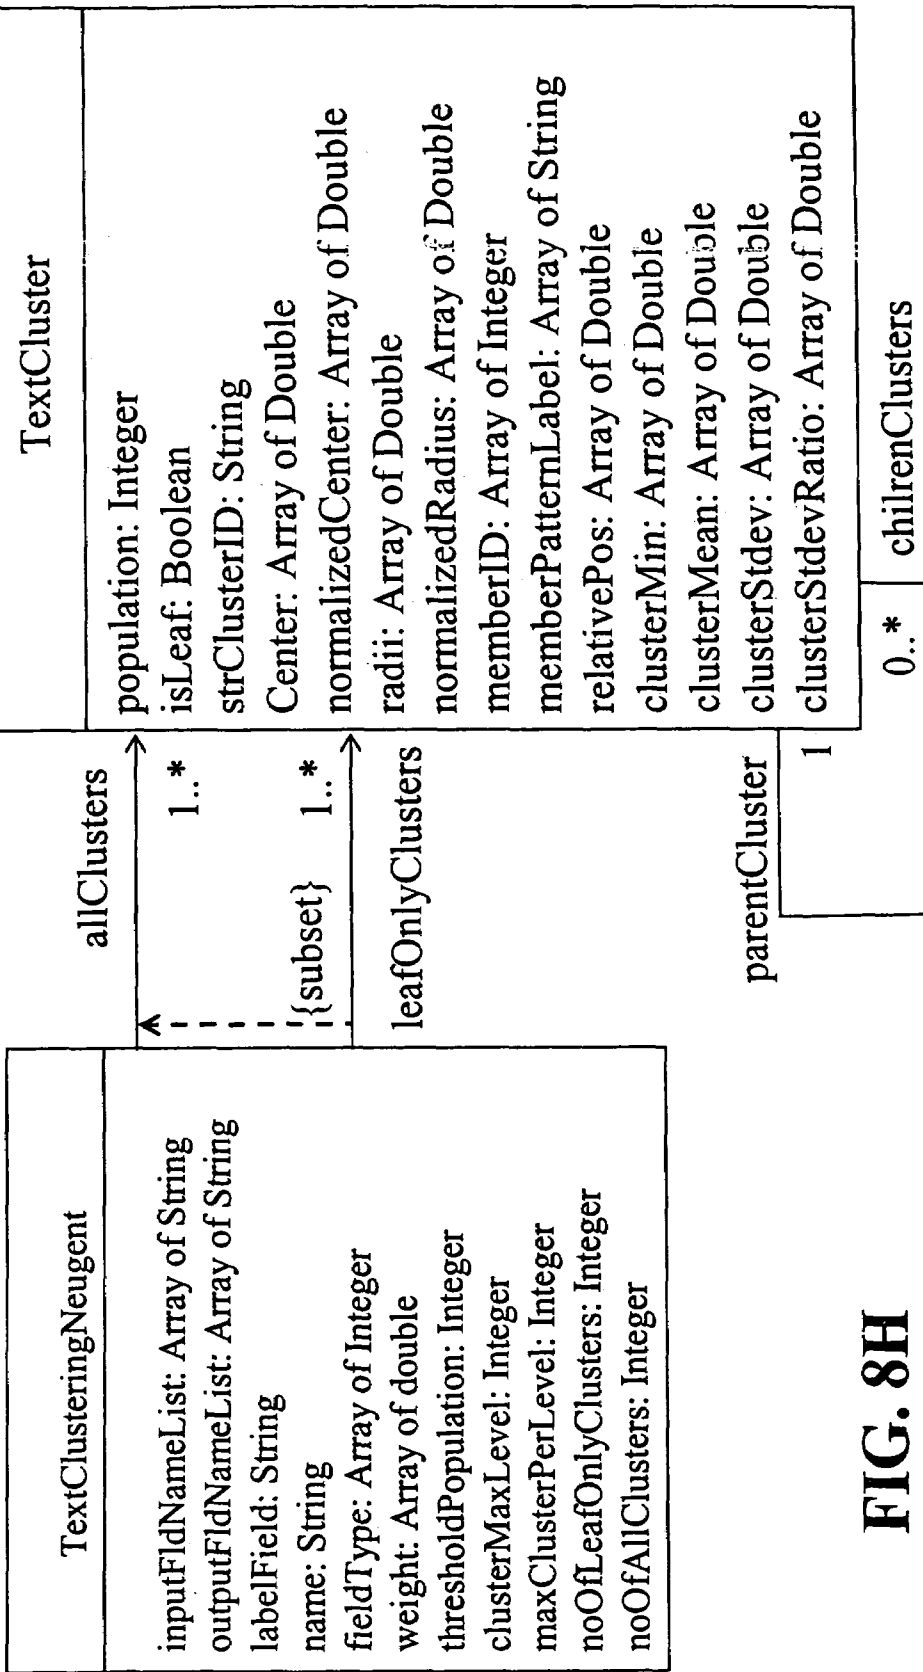 TextClusteringNeugent
inputFldNameList: Array of String
outputFldNameList: Array of String
labelField: String
name: String
fieldType: Array of Integer
weight: Array of double
thresholdPopulation: Integer
clusterMaxLevel: Integer
maxClusterPerLevel: Integer
noOfLeafOnlyClusters: Integer
noOfAllClusters: Integer
allClusters
1..*
{subset}
1..*
leafOnlyClusters
TextCluster
population: Integer
isLeaf: Boolean
strClusterID: String
Center: Array of Double
normalizedCenter: Array of Double
radii: Array of Double
normalizedRadius: Array of Double
memberID: Array of Integer
memberPatternLabel: Array of String
relativePos: Array of Double
clusterMin: Array of Double
clusterMean: Array of Double
clusterStdev: Array of Double
clusterStdevRatio: Array of Double
parentCluster
1
0..*
chilrenClusters
FIG. 8H